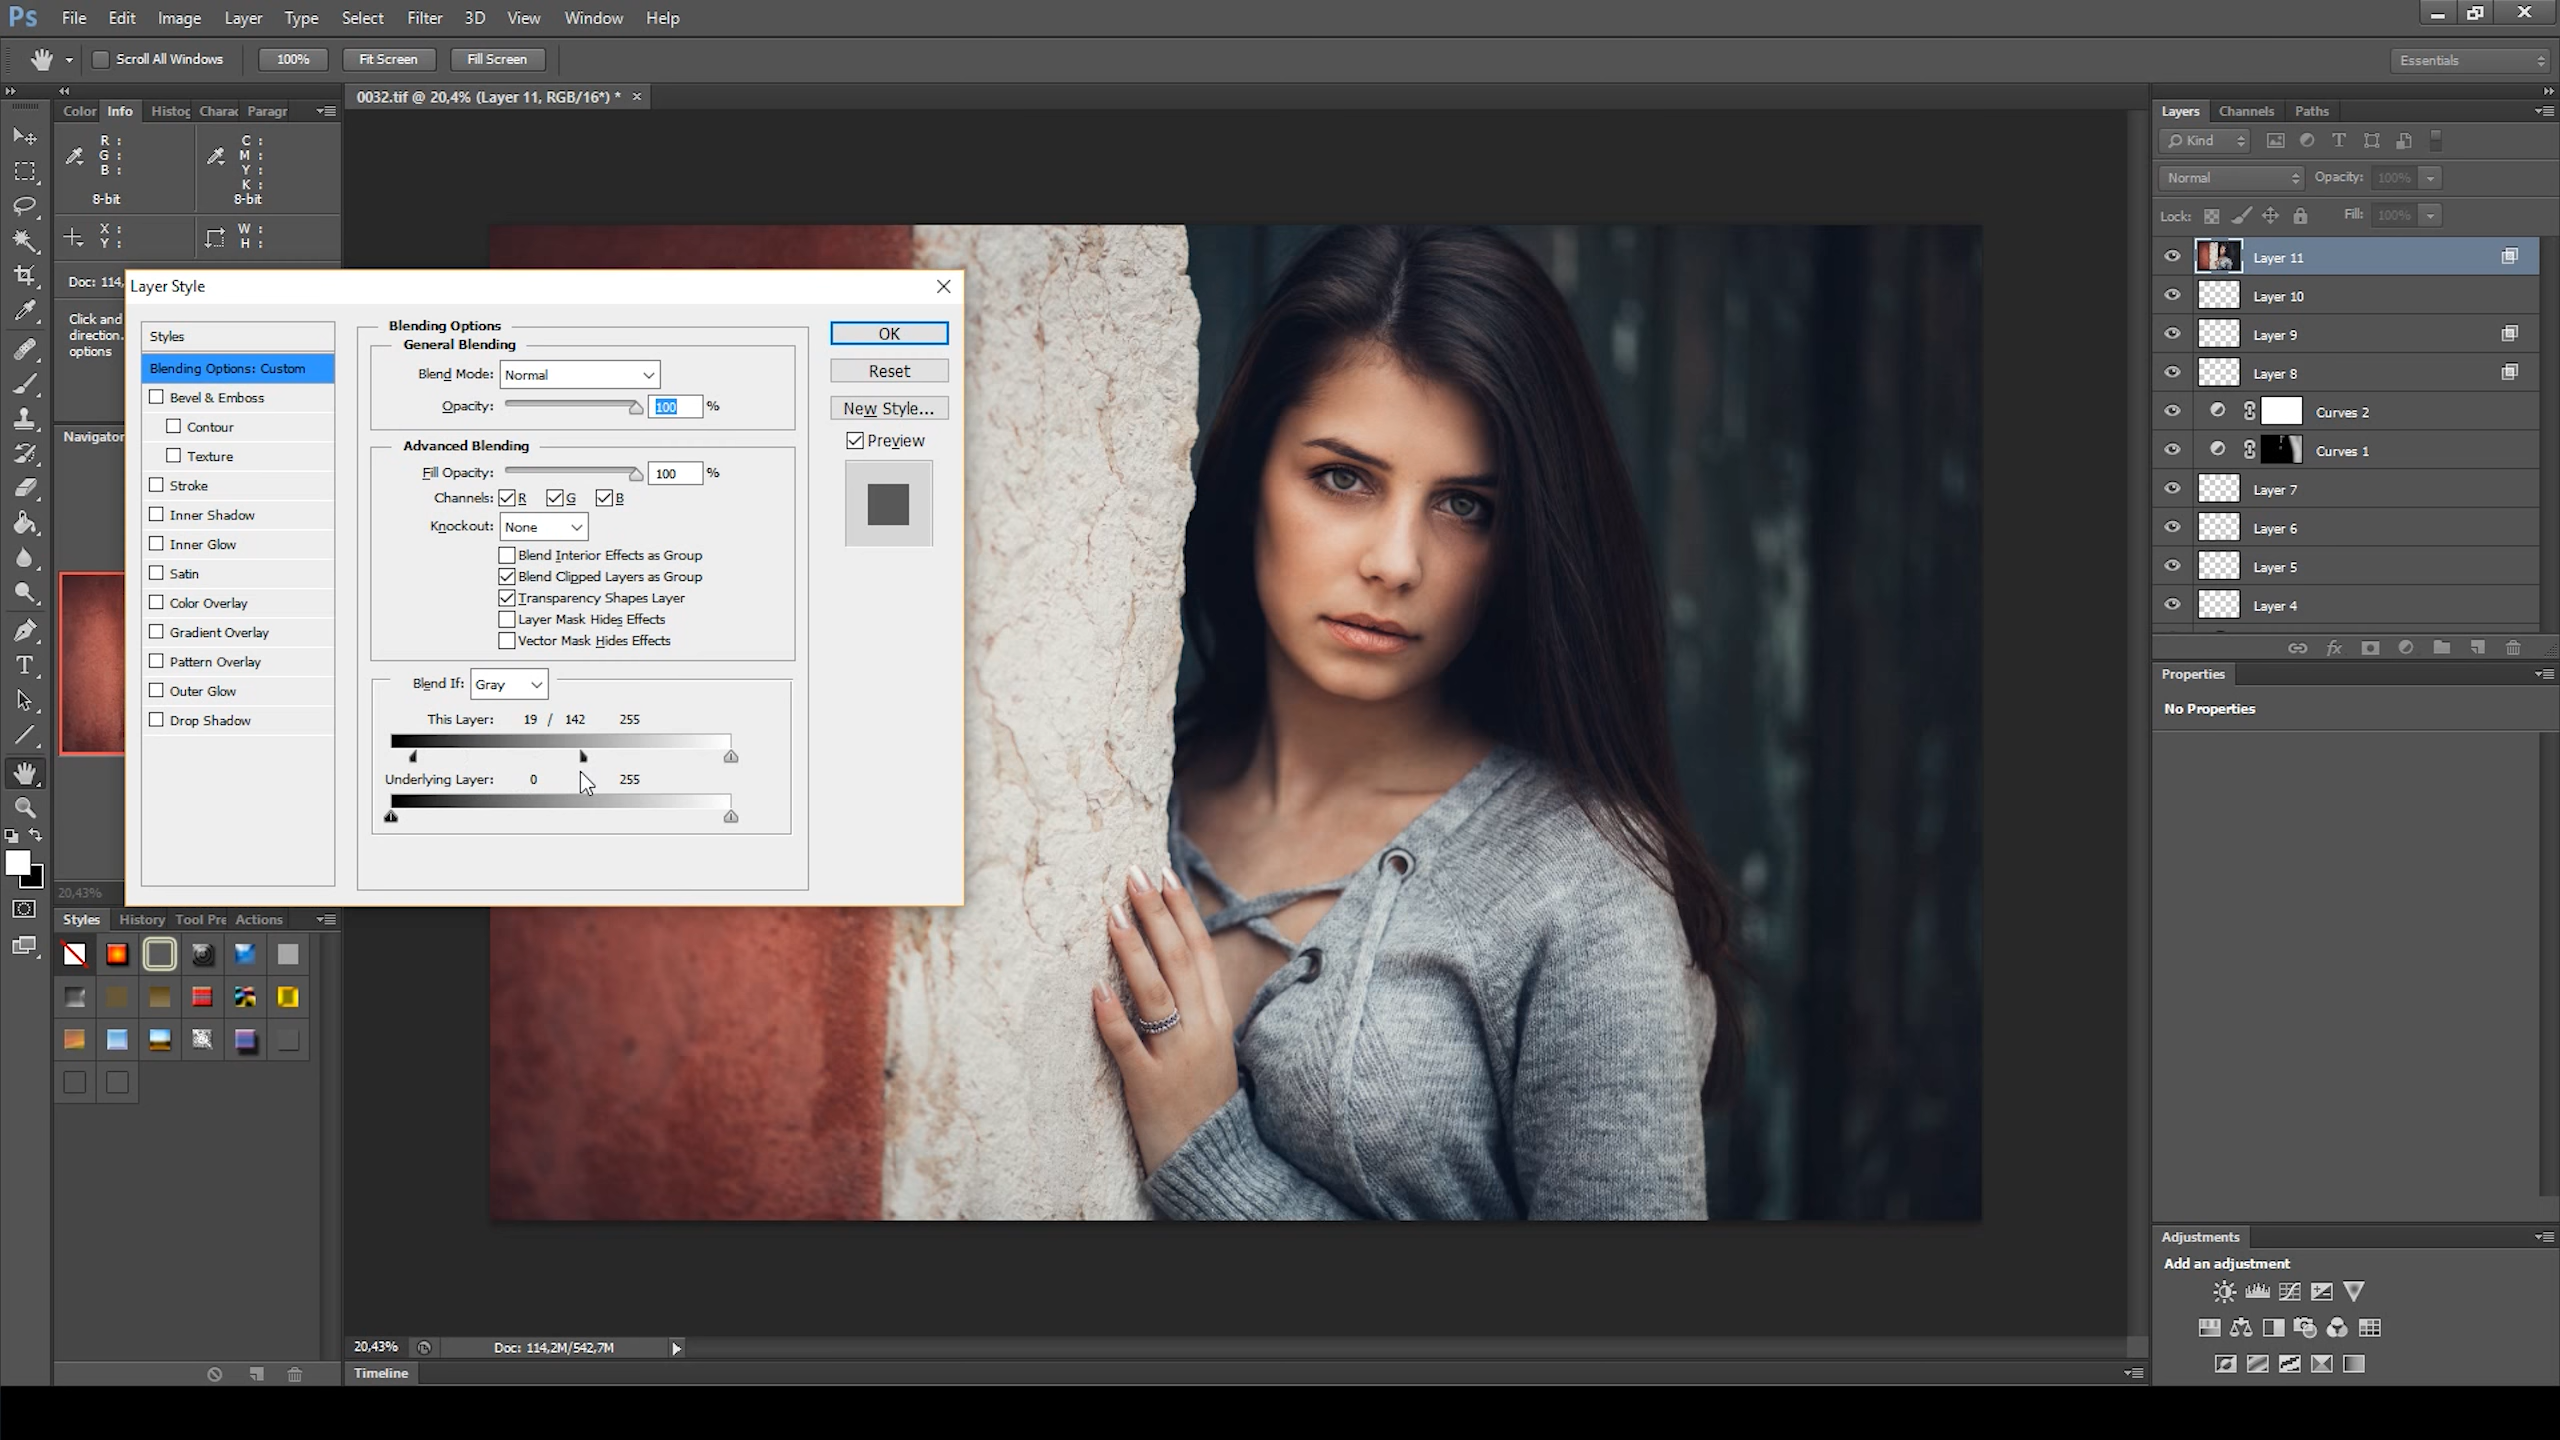 Ps File Edit Image Layer Type Select Filter 3D View Window Help
Scroll All Windows 100% Fit Screen Fill Screen Essentials
0032.tif @ 20,4% (Layer 11, RGB/16*) * ×
Color Info Histog Charac Paragr
R :
G :
B :
8-bit
C :
M :
Y :
K :
8-bit
X :
Y :
W :
H :
Doc: 114,
Click and
direction.
options
Navigator
20,43%
Layer Style
Styles
Blending Options: Custom
Bevel & Emboss
Contour
Texture
Stroke
Inner Shadow
Inner Glow
Satin
Color Overlay
Gradient Overlay
Pattern Overlay
Outer Glow
Drop Shadow
Blending Options
General Blending
Blend Mode: Normal
Opacity: 100 %
Advanced Blending
Fill Opacity: 100 %
Channels: R G B
Knockout: None
Blend Interior Effects as Group
Blend Clipped Layers as Group
Transparency Shapes Layer
Layer Mask Hides Effects
Vector Mask Hides Effects
Blend If: Gray
This Layer: 19 / 142 255
Underlying Layer: 0 255
OK
Reset
New Style...
Preview
Styles History Tool Pre Actions
20,43% Doc: 114,2M/542,7M
Timeline
Layers Channels Paths
Kind
Normal Opacity: 100%
Lock: Fill: 100%
Layer 11
Layer 10
Layer 9
Layer 8
Curves 2
Curves 1
Layer 7
Layer 6
Layer 5
Layer 4
fx
Properties
No Properties
Adjustments
Add an adjustment